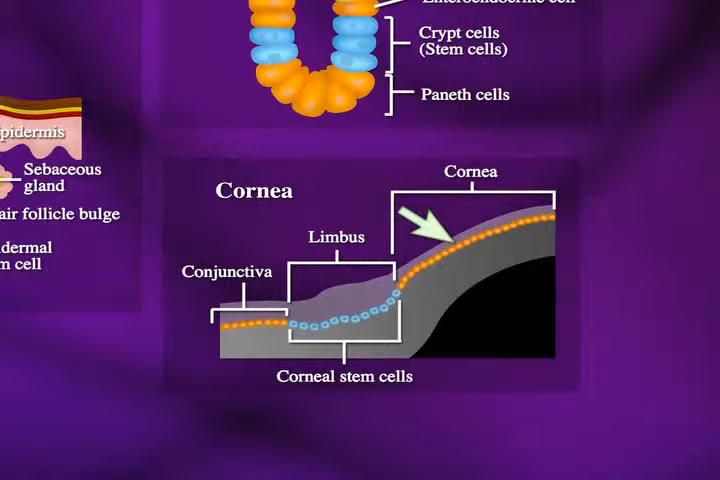 Crypt cells
(Stem cells)
Paneth cells
pidermis
Sebaceous
gland
air follicle bulge
dermal
m cell
Cornea
Cornea
Limbus
Conjunctiva
Corneal stem cells